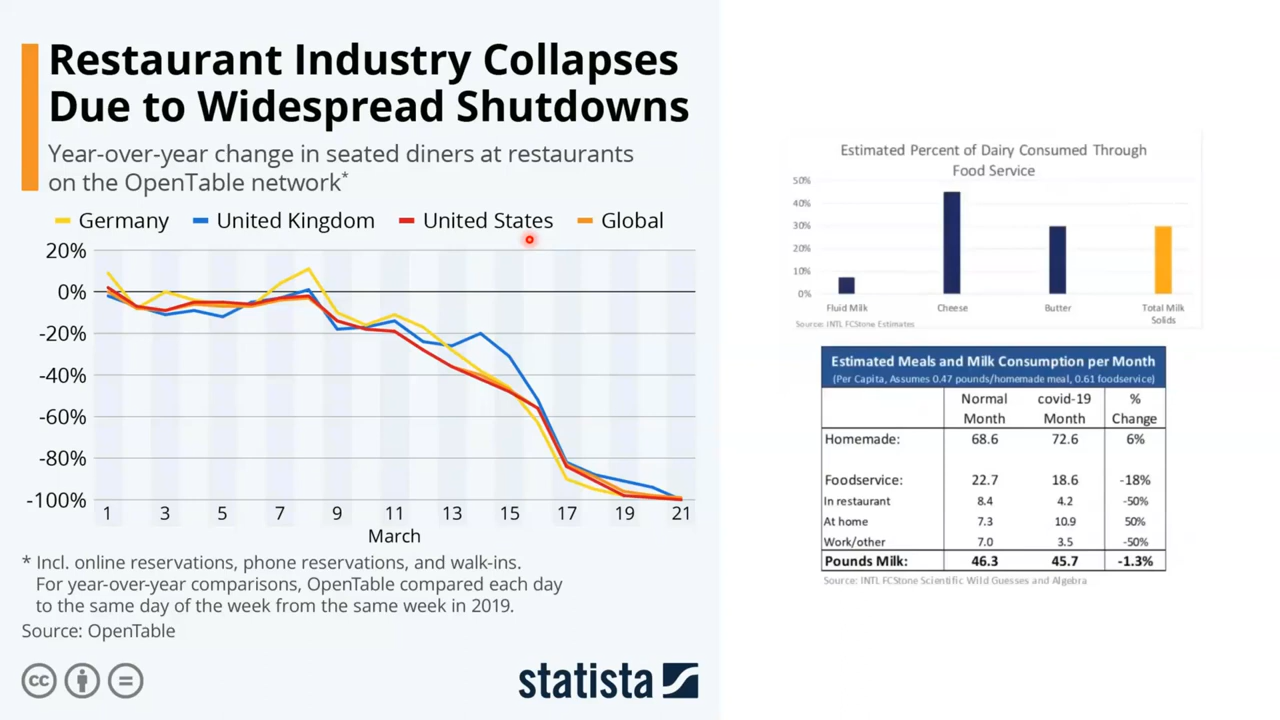 Restaurant Industry Collapses
Due to Widespread Shutdowns
Year-over-year change in seated diners at restaurants
on the OpenTable network*
Germany United Kingdom United States Global
20%
0%
-20%
-40%
-60%
-80%
-100%
1 3 5 7 9 11 13 15 17 19 21
March
* Incl. online reservations, phone reservations, and walk-ins.
For year-over-year comparisons, OpenTable compared each day
to the same day of the week from the same week in 2019.
Source: OpenTable
cc
statista
Estimated Percent of Dairy Consumed Through
Food Service
50%
40%
30%
20%
10%
0%
Fluid Milk Cheese Butter Total Milk
Solids
Source: INTL FCStone Estimates
Estimated Meals and Milk Consumption per Month
(Per Capita, Assumes 0.47 pounds/homemade meal, 0.61 foodservice)
Normal covid-19 %
Month Month Change
Homemade: 68.6 72.6 6%
Foodservice: 22.7 18.6 -18%
In restaurant 8.4 4.2 -50%
At home 7.3 10.9 50%
Work/other 7.0 3.5 -50%
Pounds Milk: 46.3 45.7 -1.3%
Source: INTL FCStone Scientific Wild Guesses and Algebra